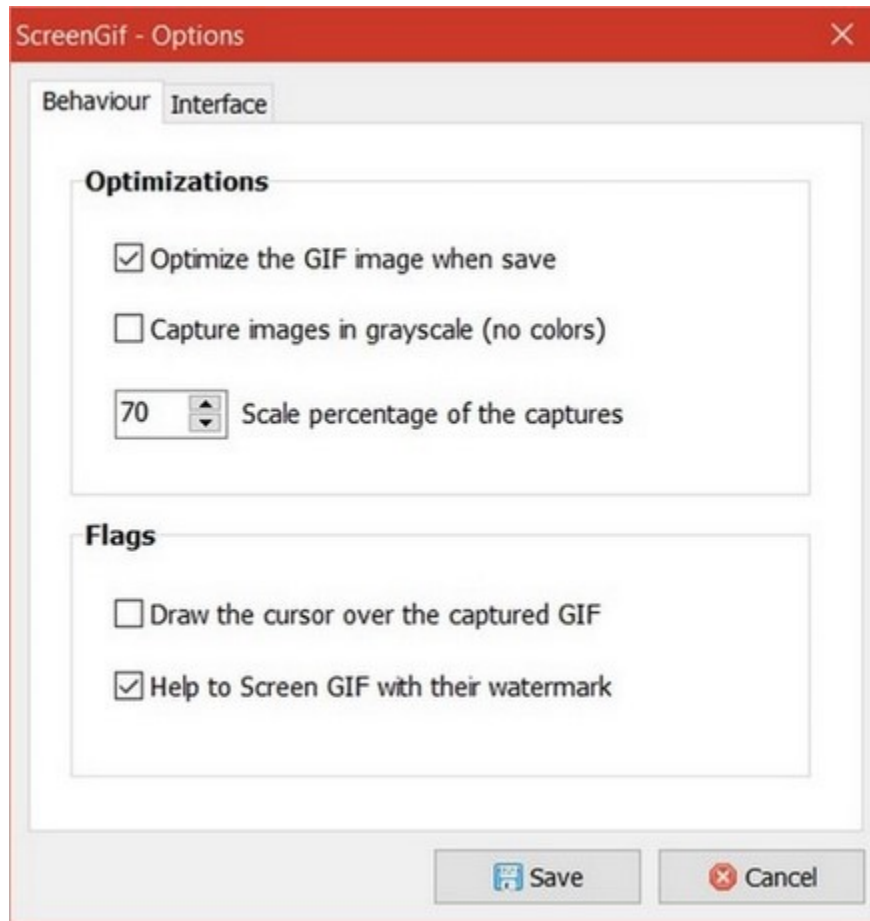 ScreenGif - Options
Behaviour Interface
Optimizations
Optimize the GIF image when save
Capture images in grayscale (no colors)
70 Scale percentage of the captures
Flags
Draw the cursor over the captured GIF
Help to Screen GIF with their watermark
Save Cancel